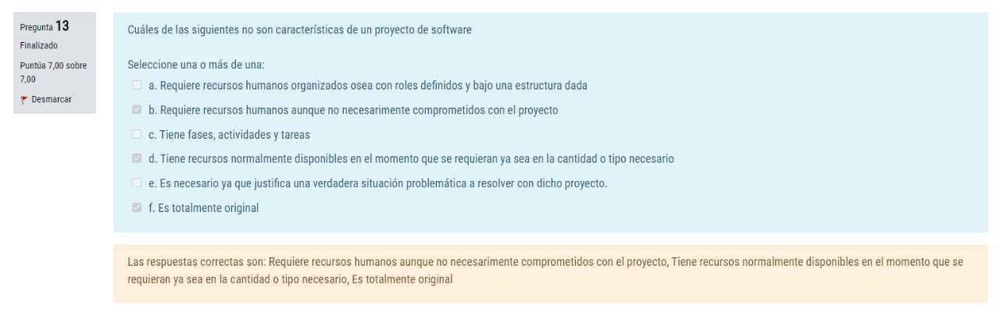 Pregunta 13
Finalizado
Puntúa 7,00 sobre
7,00
Desmarcar
Cuáles de las siguientes no son características de un proyecto de software
Seleccione una o más de una:
a. Requiere recursos humanos organizados osea con roles definidos y bajo una estructura dada
b. Requiere recursos humanos aunque no necesarimente comprometidos con el proyecto
c. Tiene fases, actividades y tareas
d. Tiene recursos normalmente disponibles en el momento que se requieran ya sea en la cantidad o tipo necesario
e. Es necesario ya que justifica una verdadera situación problemática a resolver con dicho proyecto.
f. Es totalmente original
Las respuestas correctas son: Requiere recursos humanos aunque no necesarimente comprometidos con el proyecto, Tiene recursos normalmente disponibles en el momento que se
requieran ya sea en la cantidad o tipo necesario, Es totalmente original